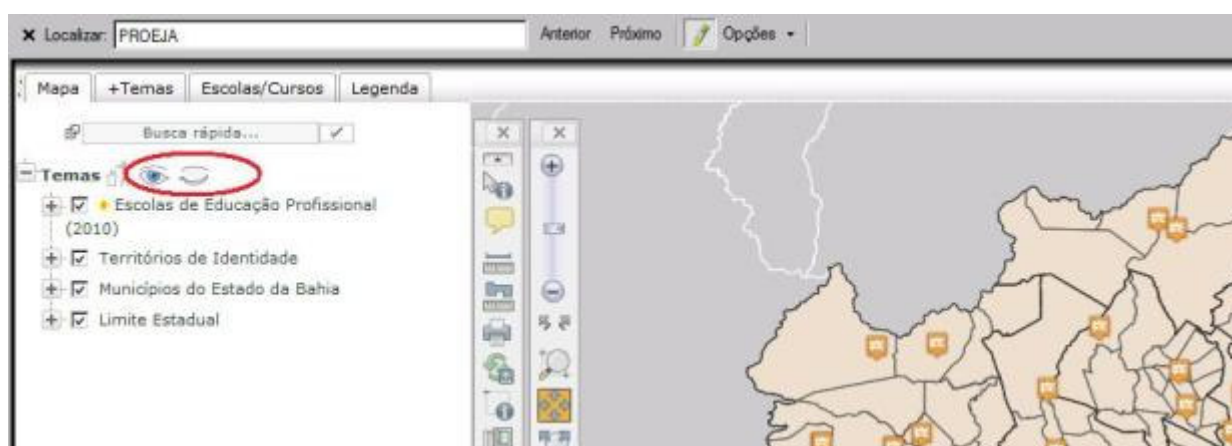 Localizar: PROEJA Anterior Próximo Opções
Mapa +Temas Escolas/Cursos Legenda
Busca rápida...
Temas
Escolas de Educação Profissional
(2010)
Territórios de Identidade
Municípios do Estado da Bahia
Limite Estadual